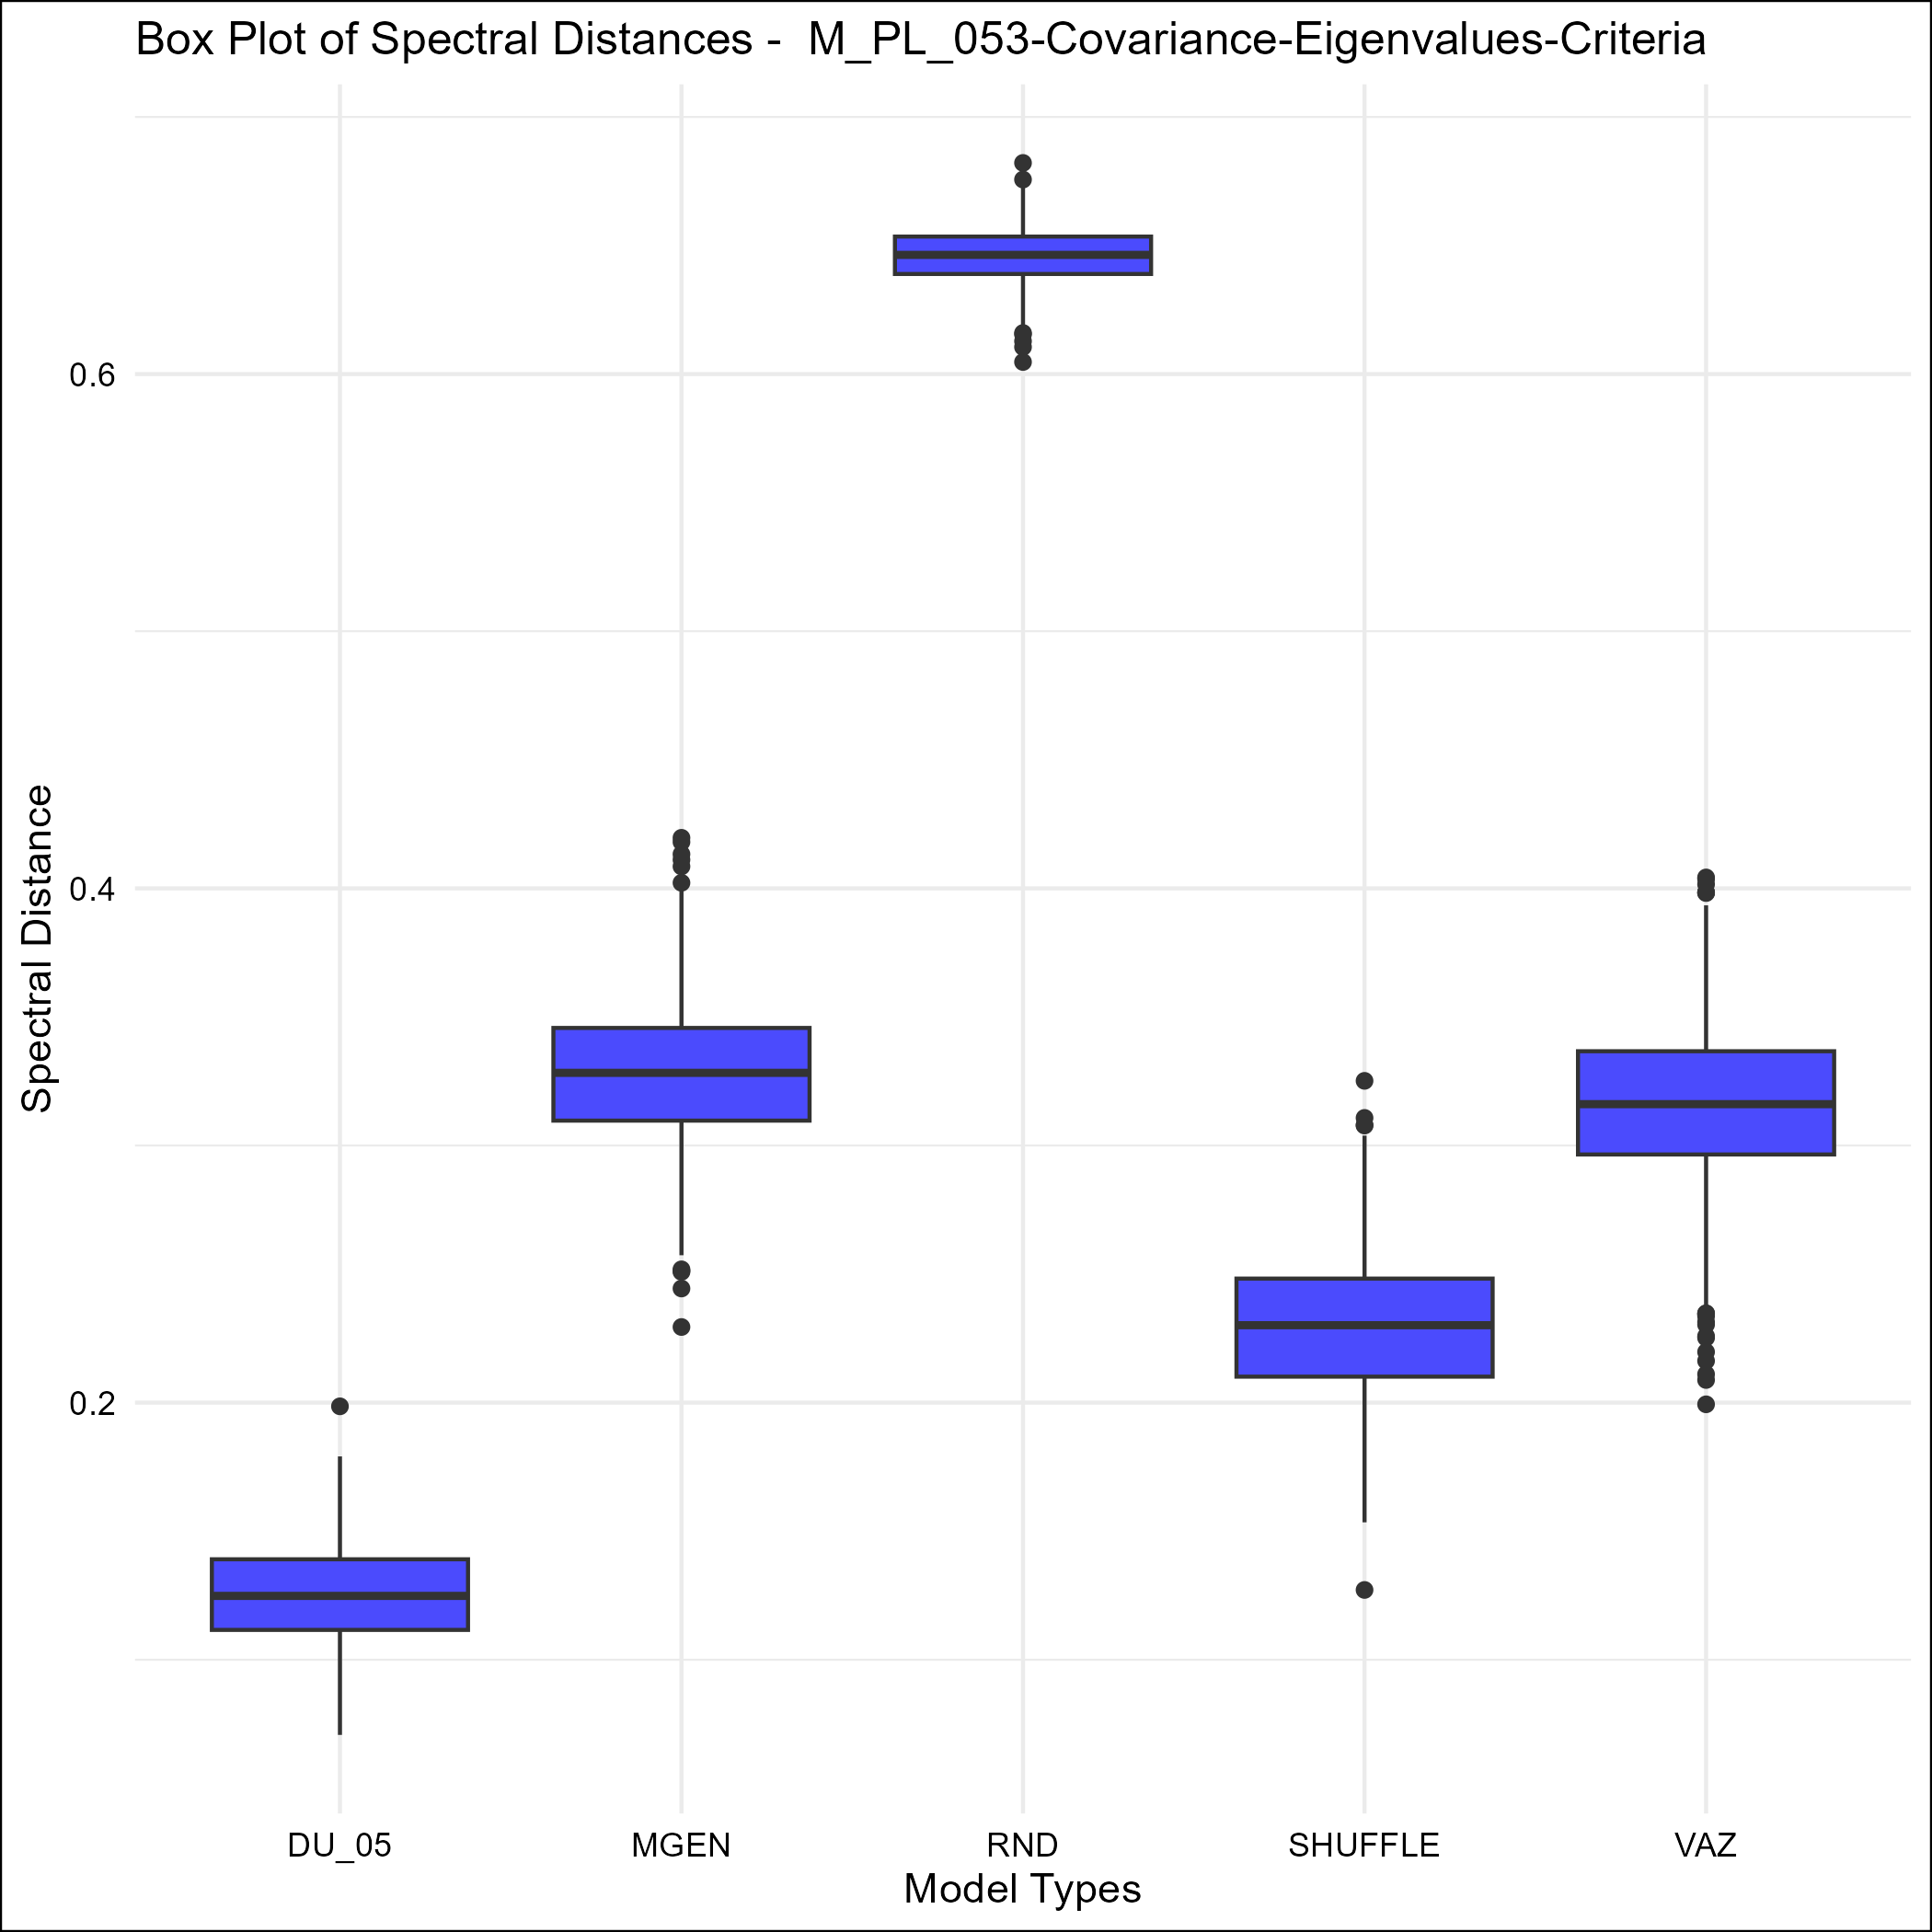 Box Plot of Spectral Distances -  M_PL_053-Covariance-Eigenvalues-Criteria
Spectral Distance
0.6
0.4
0.2
DU_05 MGEN RND SHUFFLE VAZ
Model Types